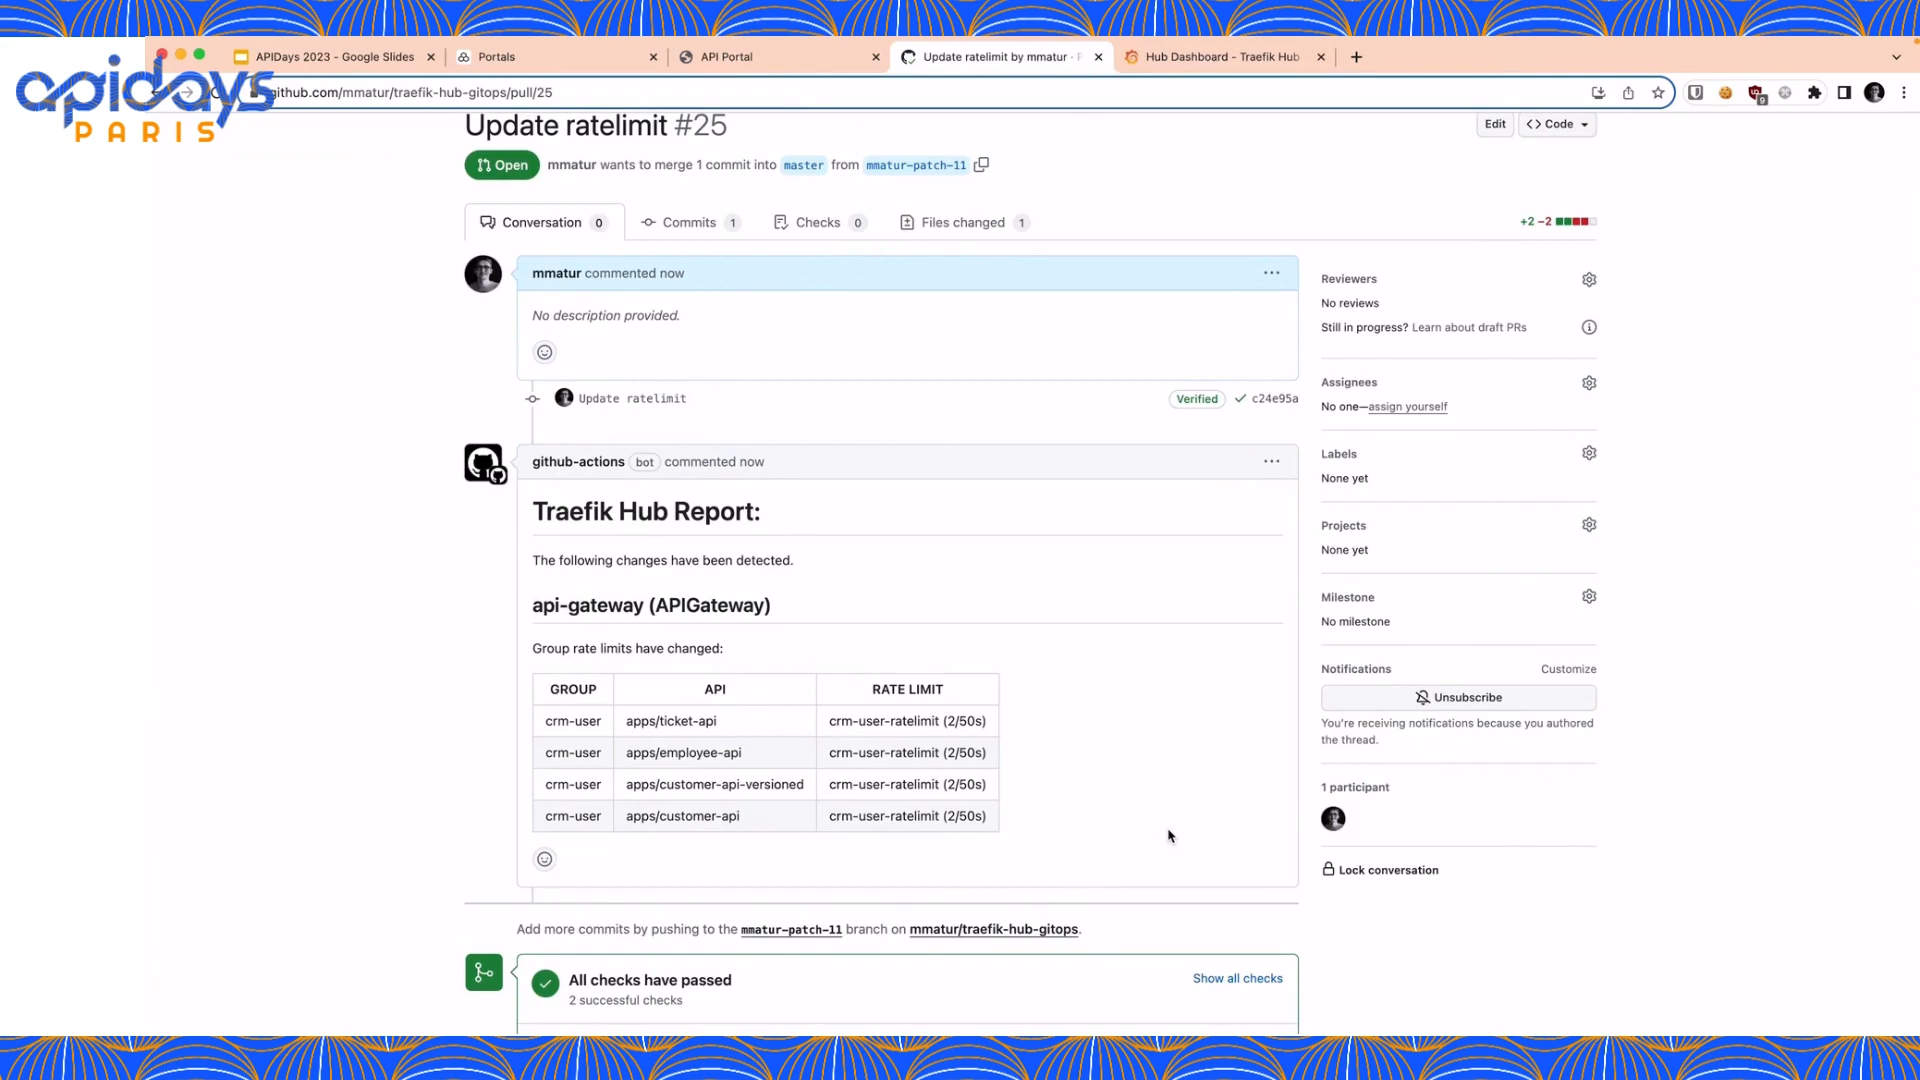 apidays
PARIS
APIDays 2023 - Google Slides
Portals
API Portal
Update ratelimit by mmatur ·
Hub Dashboard - Traefik Hub
github.com/mmatur/traefik-hub-gitops/pull/25
9
Update ratelimit #25
Edit
<> Code
Open
mmatur wants to merge 1 commit into master from mmatur-patch-11
Conversation 0
Commits 1
Checks 0
Files changed 1
+2 −2
mmatur commented now
No description provided.
Update ratelimit
Verified
c24e95a
github-actions bot commented now
Traefik Hub Report:
The following changes have been detected.
api-gateway (APIGateway)
Group rate limits have changed:
GROUP API RATE LIMIT
crm-user apps/ticket-api crm-user-ratelimit (2/50s)
crm-user apps/employee-api crm-user-ratelimit (2/50s)
crm-user apps/customer-api-versioned crm-user-ratelimit (2/50s)
crm-user apps/customer-api crm-user-ratelimit (2/50s)
Add more commits by pushing to the mmatur-patch-11 branch on mmatur/traefik-hub-gitops.
All checks have passed
2 successful checks
Show all checks
Reviewers
No reviews
Still in progress? Learn about draft PRs
Assignees
No one—assign yourself
Labels
None yet
Projects
None yet
Milestone
No milestone
Notifications
Customize
Unsubscribe
You're receiving notifications because you authored
the thread.
1 participant
Lock conversation